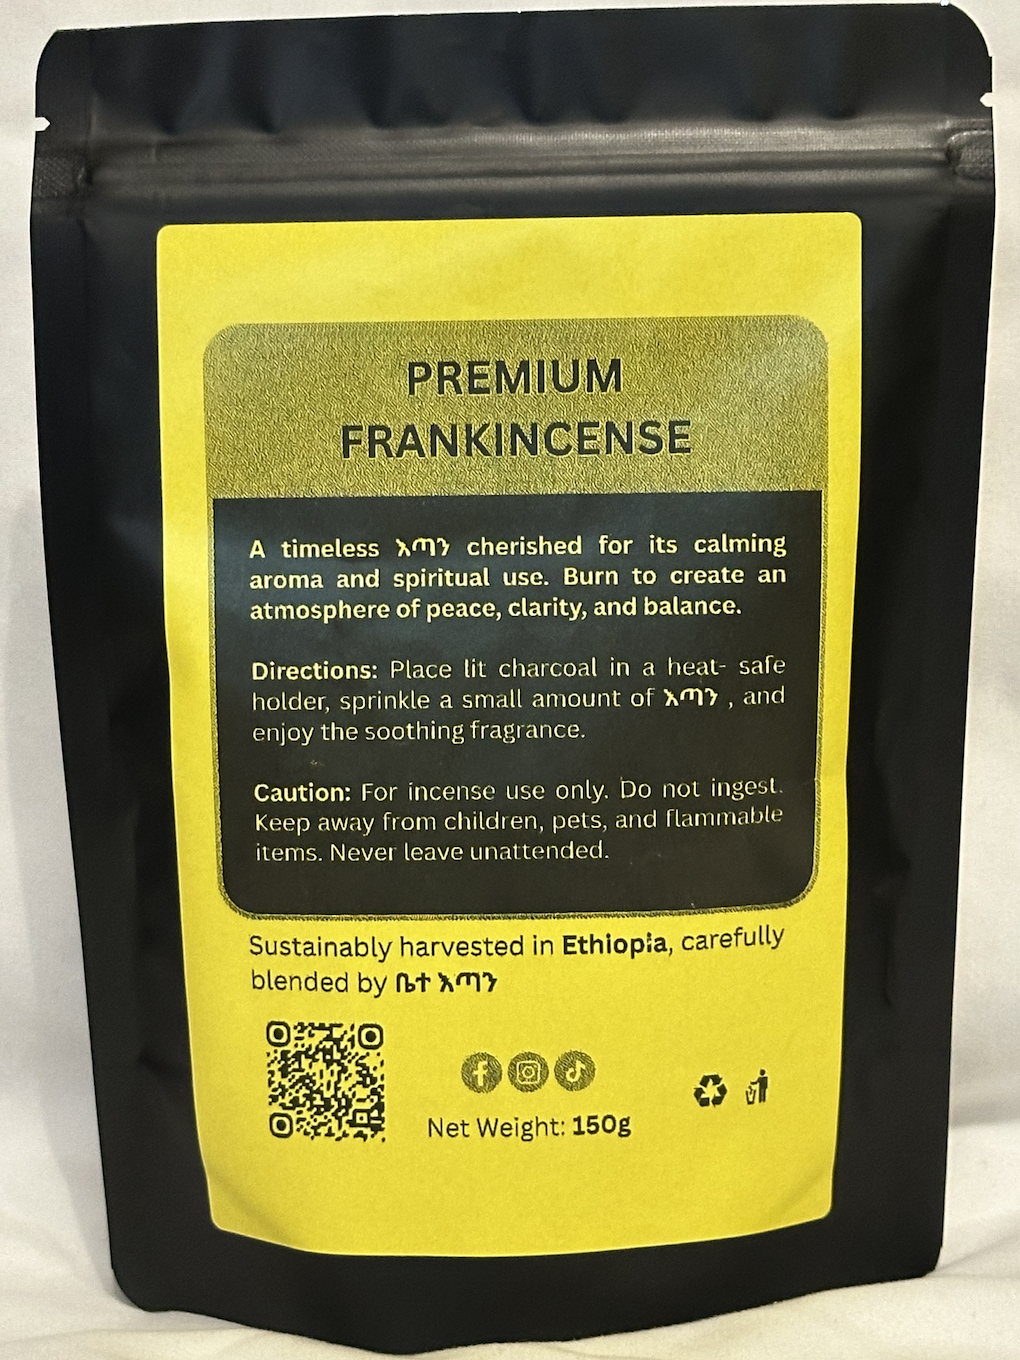 PREMIUM
FRANKINCENSE
A timeless እጣን cherished for its calming
aroma and spiritual use. Burn to create an
atmosphere of peace, clarity, and balance.
Directions: Place lit charcoal in a heat- safe
holder, sprinkle a small amount of እጣን , and
enjoy the soothing fragrance.
Caution: For incense use only. Do not ingest.
Keep away from children, pets, and flammable
items. Never leave unattended.
Sustainably harvested in Ethiopia, carefully
blended by ቤተ እጣን
Net Weight: 150g